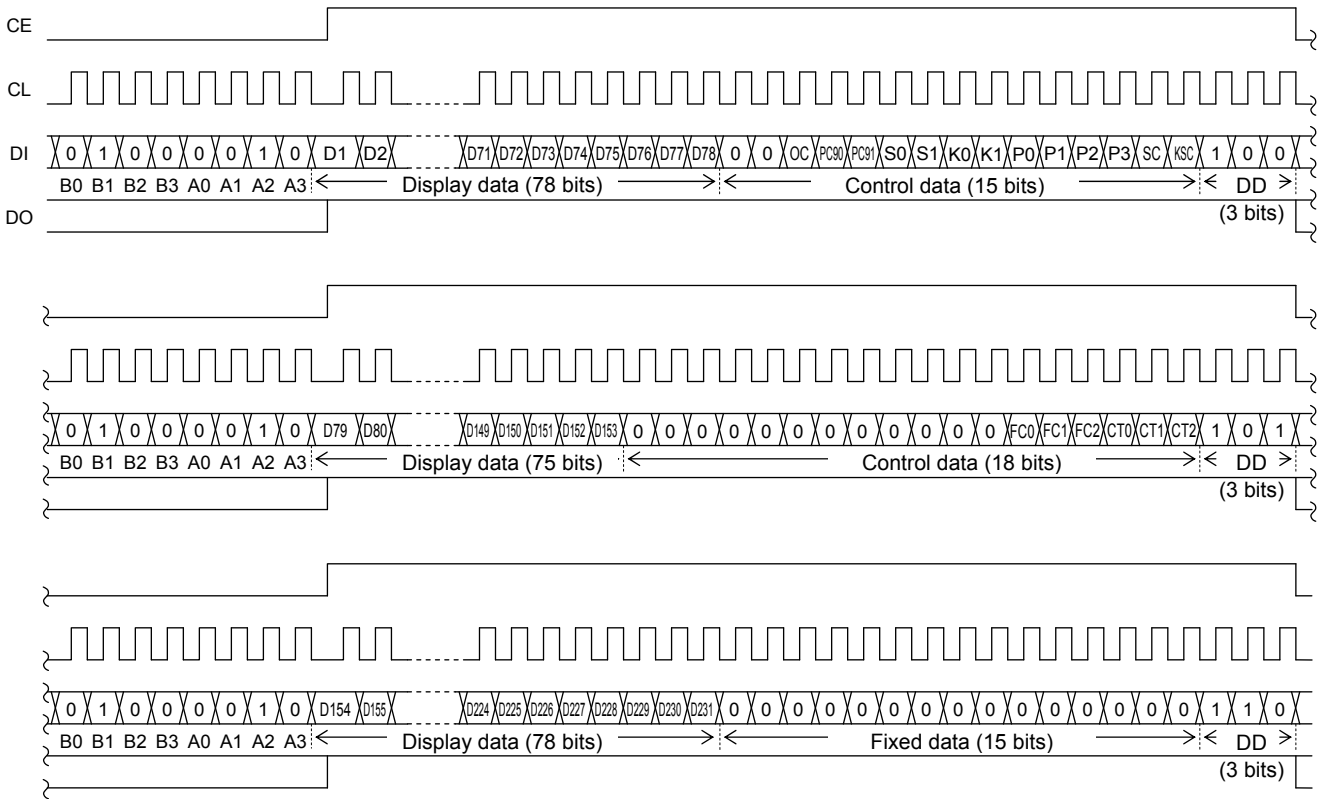 CE
CL
DI 0 1 0 0 0 0 1 0 D1 D2 D71 D72 D73 D74 D75 D76 D77 D78 0 0 OC PC90 PC91 S0 S1 K0 K1 P0 P1 P2 P3 SC KSC 1 0 0
B0 B1 B2 B3 A0 A1 A2 A3 Display data (78 bits) Control data (15 bits) DD
DO (3 bits)
0 1 0 0 0 0 1 0 D79 D80 D149 D150 D151 D152 D153 0 0 0 0 0 0 0 0 0 0 0 0 FC0 FC1 FC2 CT0 CT1 CT2 1 0 1
B0 B1 B2 B3 A0 A1 A2 A3 Display data (75 bits) Control data (18 bits) DD
(3 bits)
0 1 0 0 0 0 1 0 D154 D155 D224 D225 D226 D227 D228 D229 D230 D231 0 0 0 0 0 0 0 0 0 0 0 0 0 0 0 1 1 0
B0 B1 B2 B3 A0 A1 A2 A3 Display data (78 bits) Fixed data (15 bits) DD
(3 bits)